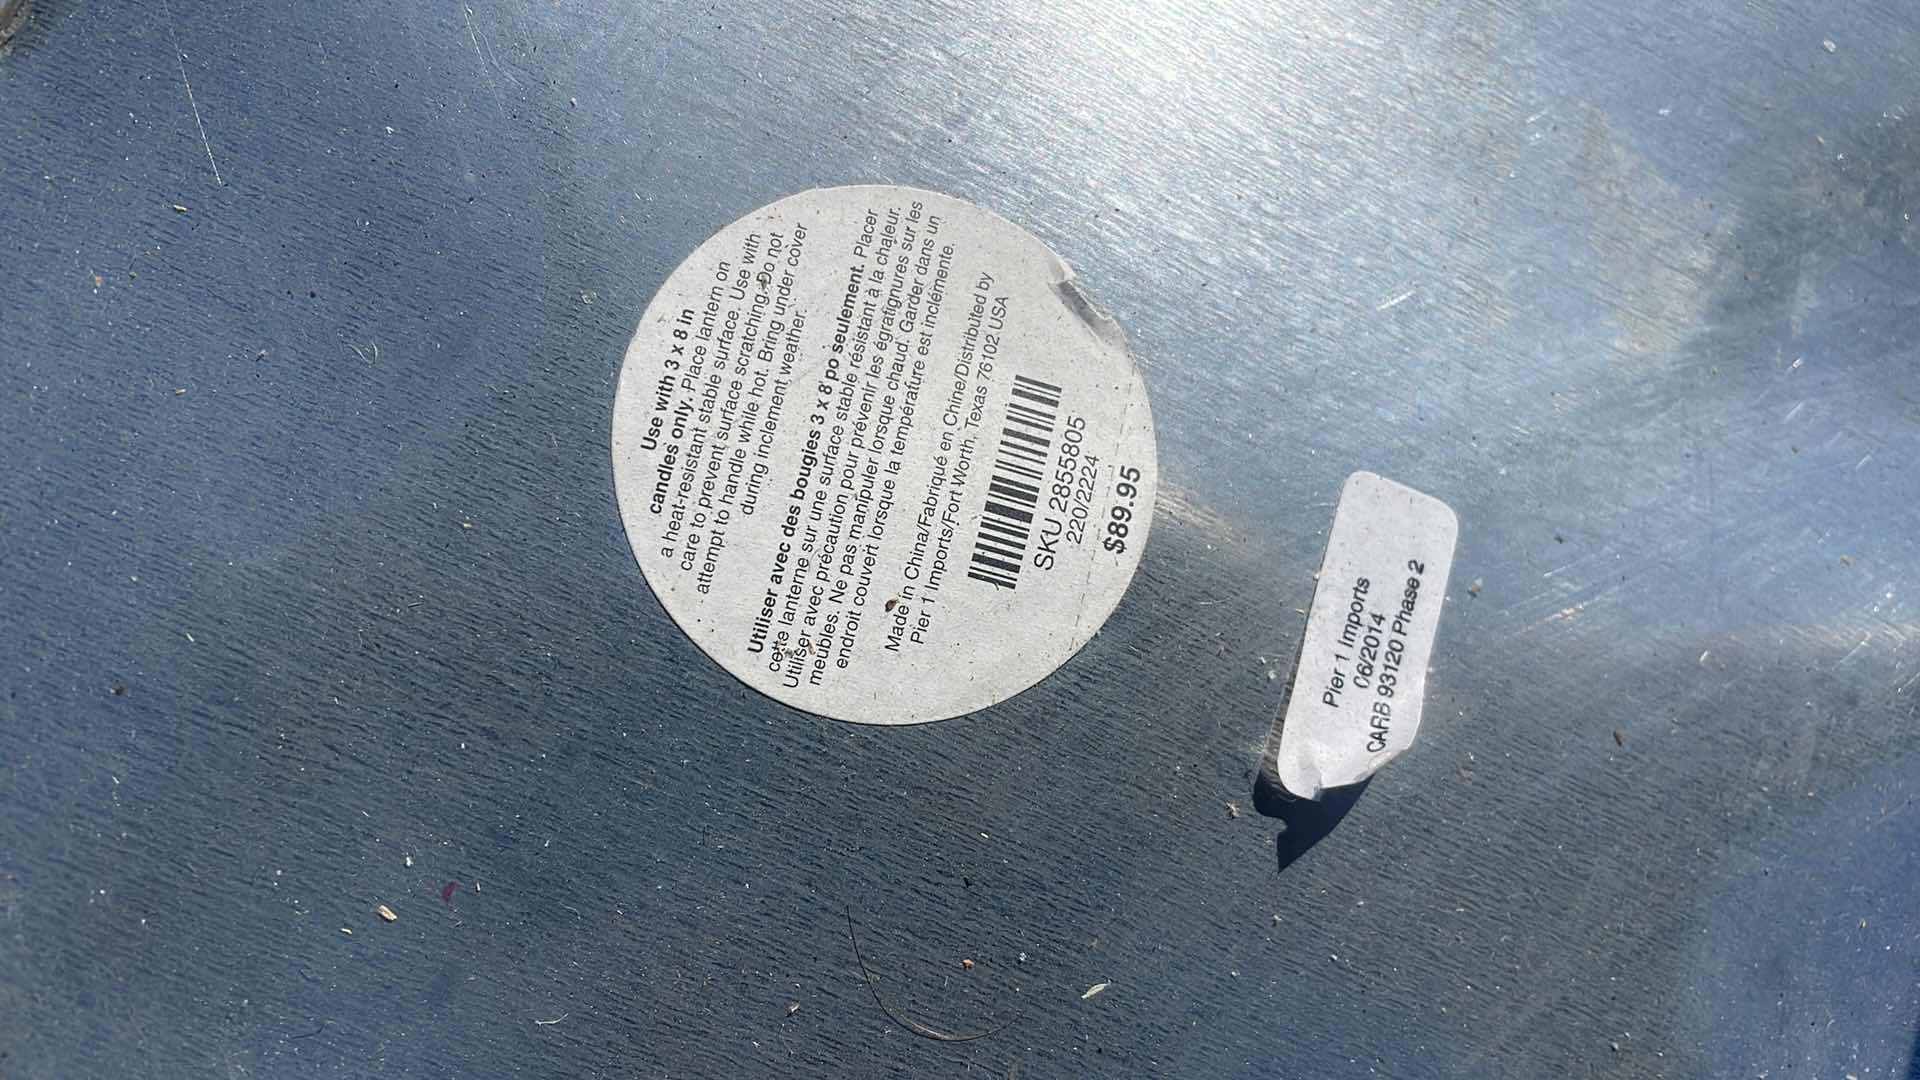 Use with 3 x 8 in
candles only. Place lantern on
a heat-resistant stable surface. Use with
care to prevent surface scratching. Do not
attempt to handle while hot. Bring under cover
during inclement weather.
Utiliser avec des bougies 3 x 8 po seulement. Placer
cette lanterne sur une surface stable résistant à la chaleur.
Utiliser avec précaution pour prévenir les égratignures sur les
meubles. Ne pas manipuler lorsque chaud. Garder dans un
endroit couvert lorsque la température est inclémente.
Made in China/Fabriqué en Chine/Distributed by
Pier 1 Imports/Fort Worth, Texas 76102 USA
SKU 2855805
220/2224
$89.95
Pier 1 Imports
06/2014
CARB 93120 Phase 2